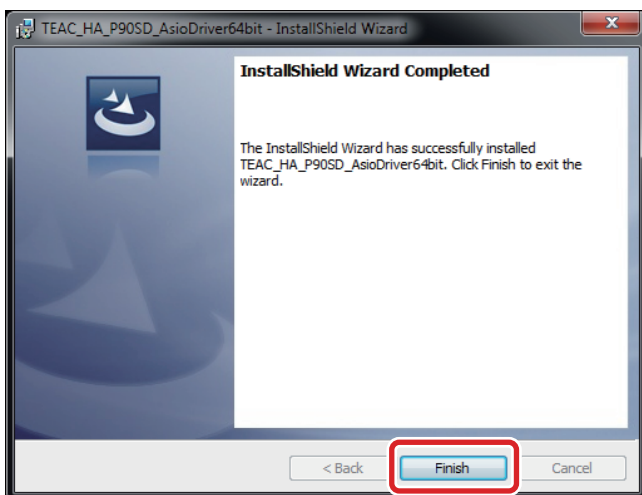 TEAC_HA_P90SD_AsioDriver64bit - InstallShield Wizard
InstallShield Wizard Completed
The InstallShield Wizard has successfully installed
TEAC_HA_P90SD_AsioDriver64bit. Click Finish to exit the
wizard.
< Back
Finish
Cancel